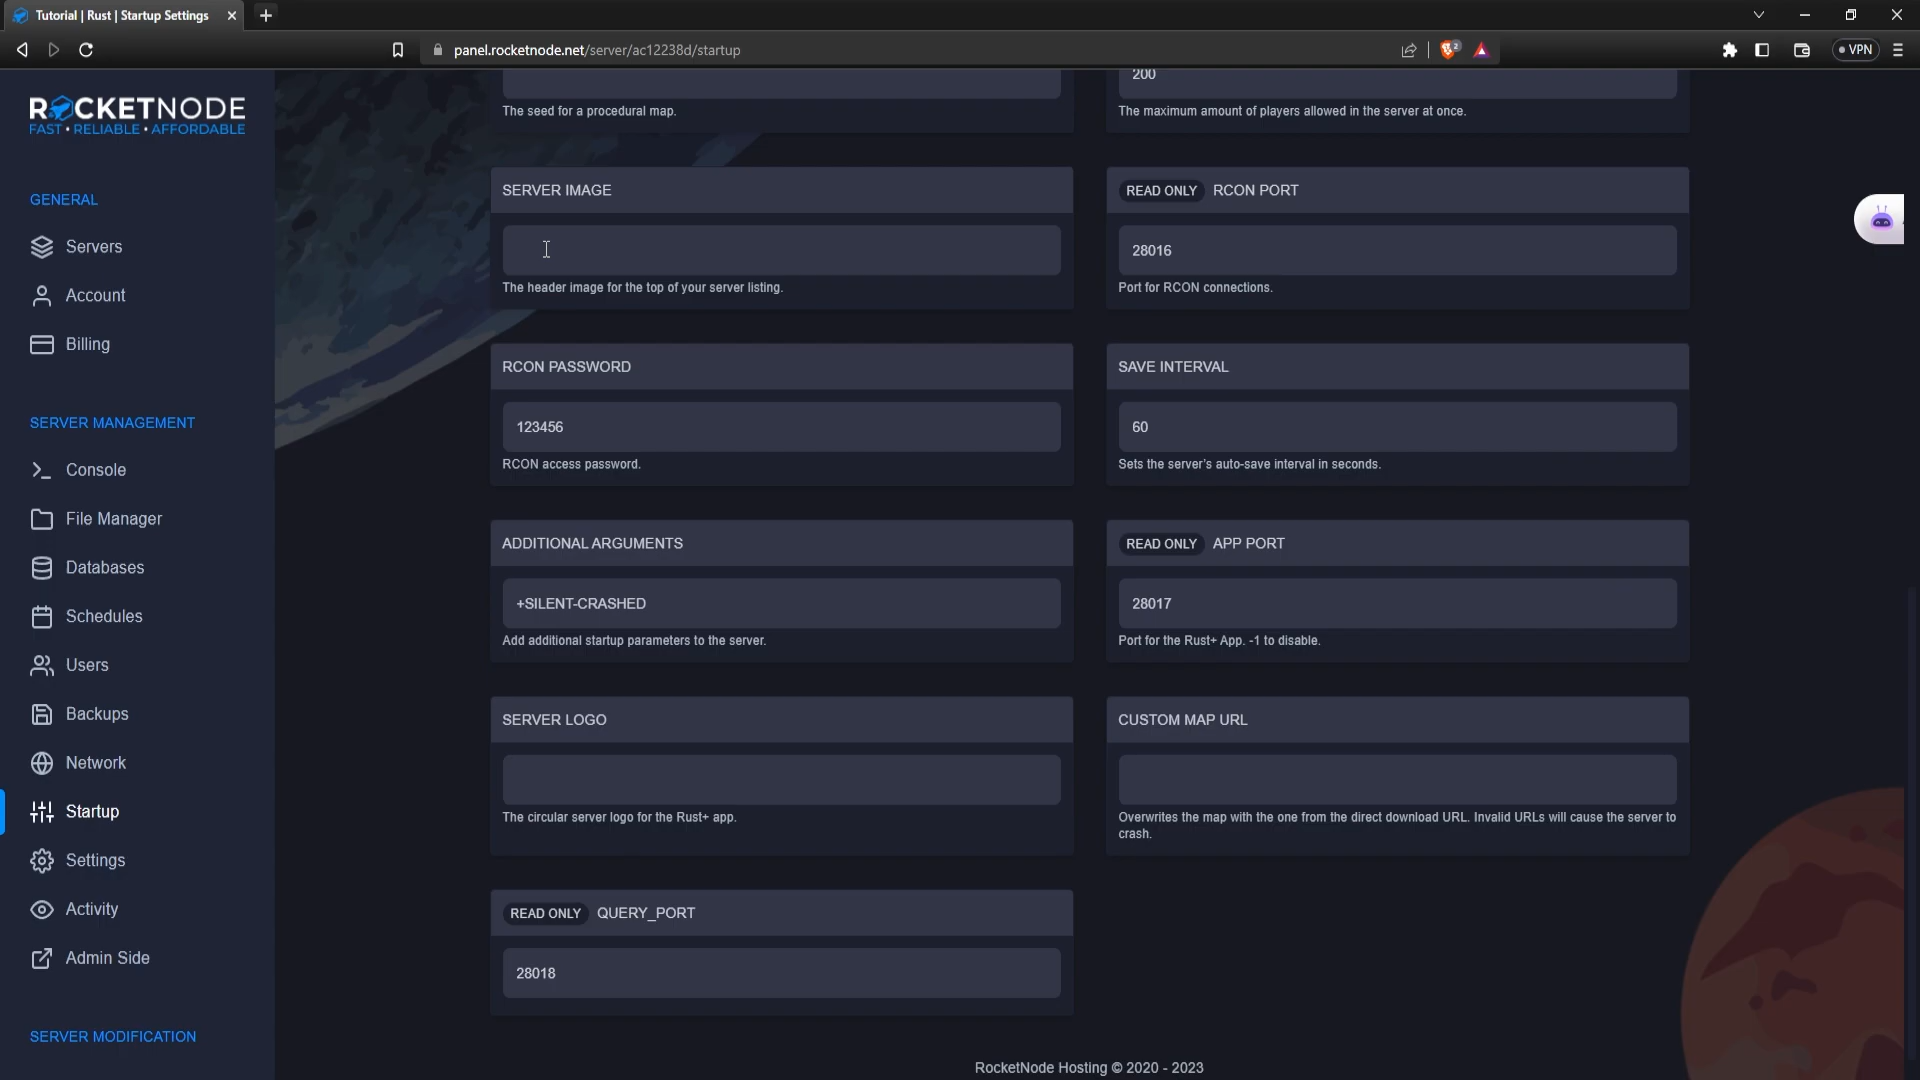 Tutorial | Rust | Startup Settings
panel.rocketnode.net/server/ac12238d/startup
2
VPN
ROCKETNODE
FAST • RELIABLE • AFFORDABLE
GENERAL
Servers
Account
Billing
SERVER MANAGEMENT
Console
File Manager
Databases
Schedules
Users
Backups
Network
Startup
Settings
Activity
Admin Side
SERVER MODIFICATION
200
The seed for a procedural map.
The maximum amount of players allowed in the server at once.
SERVER IMAGE
The header image for the top of your server listing.
READ ONLY RCON PORT
28016
Port for RCON connections.
RCON PASSWORD
123456
RCON access password.
SAVE INTERVAL
60
Sets the server's auto-save interval in seconds.
ADDITIONAL ARGUMENTS
+SILENT-CRASHED
Add additional startup parameters to the server.
READ ONLY APP PORT
28017
Port for the Rust+ App. -1 to disable.
SERVER LOGO
The circular server logo for the Rust+ app.
CUSTOM MAP URL
Overwrites the map with the one from the direct download URL. Invalid URLs will cause the server to
crash.
READ ONLY QUERY_PORT
28018
RocketNode Hosting © 2020 - 2023